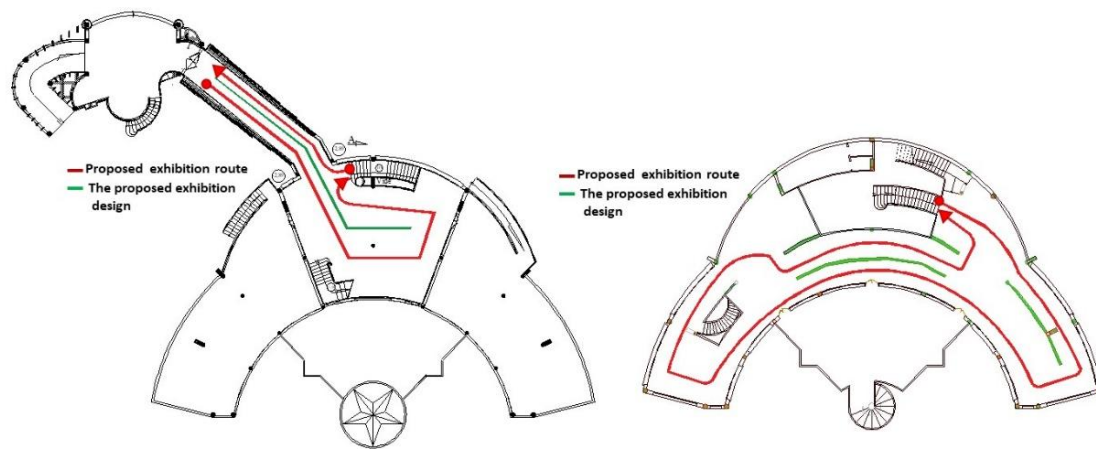 Proposed exhibition route
The proposed exhibition
design
Proposed exhibition route
The proposed exhibition
design